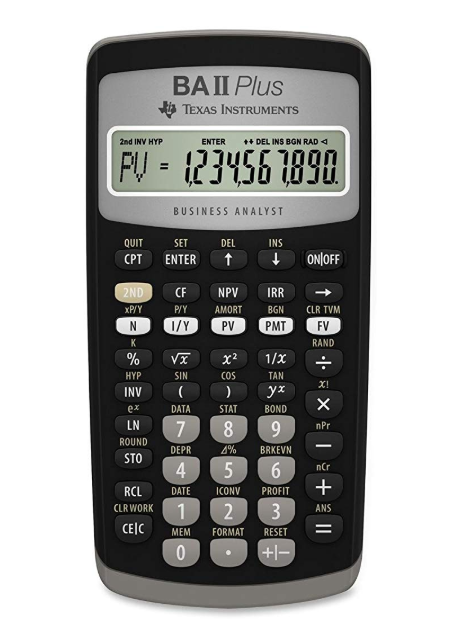 BA II Plus
TEXAS INSTRUMENTS
2nd INV HYP ENTER ↑↓ DEL INS BGN RAD ◁
PV = 1,234,567,890.
BUSINESS ANALYST
QUIT SET DEL INS
CPT ENTER ↑ ↓ ON|OFF
2ND CF NPV IRR →
xP/Y P/Y AMORT BGN CLR TVM
N I/Y PV PMT FV
K RAND
% √x x² 1/x ÷
HYP SIN COS TAN x!
INV ( ) yˣ ×
eˣ DATA STAT BOND nPr
LN 7 8 9 −
ROUND DEPR Δ% BRKEVN nCr
STO 4 5 6 +
DATE ICONV PROFIT ANS
RCL 1 2 3 =
CLR WORK MEM FORMAT RESET
CE|C 0 . +|−